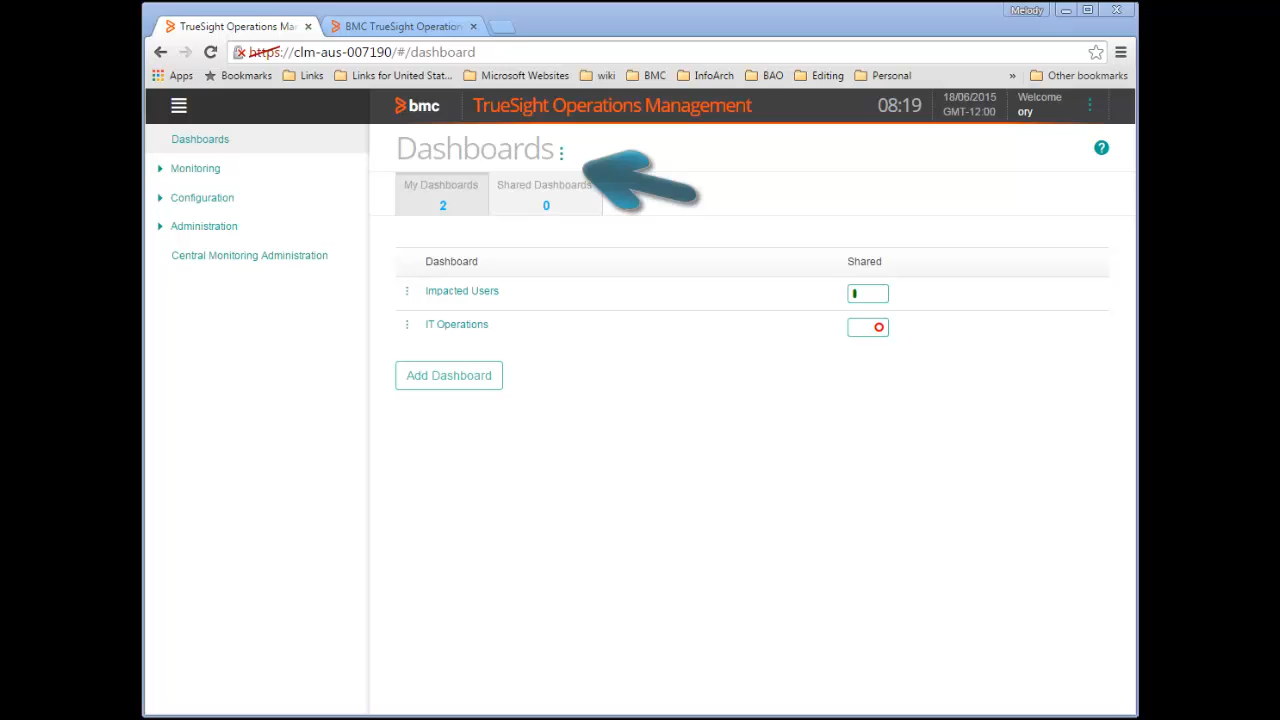 Melody
TrueSight Operations Ma
BMC TrueSight Operation
https://clm-aus-007190/#/dashboard
Apps Bookmarks Links Links for United Stat... Microsoft Websites wiki BMC InfoArch BAO Editing Personal » Other bookmarks
bmc TrueSight Operations Management 08:19
18/06/2015
GMT-12:00
Welcome
ory
Dashboards
Monitoring
Configuration
Administration
Central Monitoring Administration
Dashboards
?
My Dashboards
2
Shared Dashboards
0
Dashboard Shared
Impacted Users
IT Operations
Add Dashboard